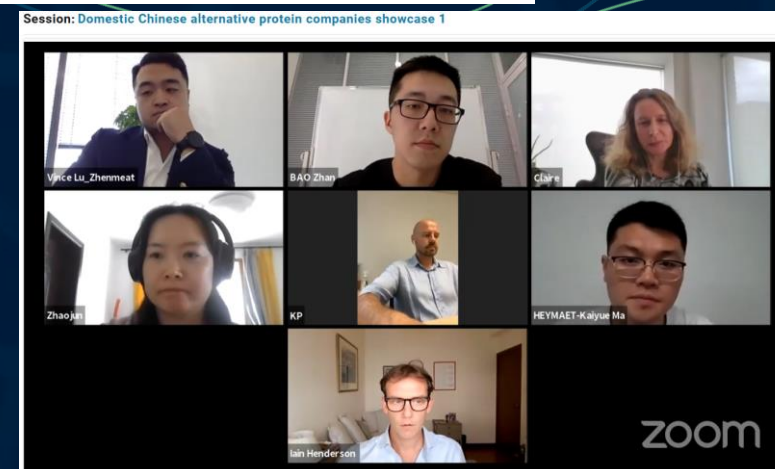 Session: Domestic Chinese alternative protein companies showcase 1
Vince Lu_Zhenmeat
BAO Zhan
Claire
Zhaojun
KP
HEYMAET-Kaiyue Ma
Iain Henderson
zoom